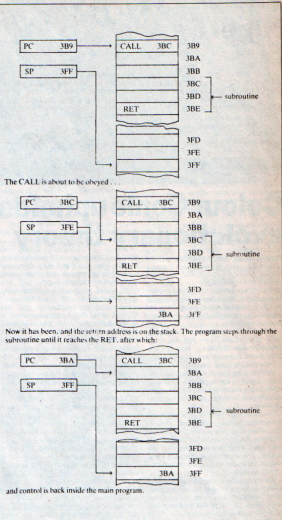 PC 3B9 CALL 3BC 3B9
3BA
SP 3FF 3BB
3BC
3BD subroutine
RET 3BE
3FD
3FE
3FF
The CALL is about to be obeyed . . .
PC 3BC CALL 3BC 3B9
3BA
SP 3FE 3BB
3BC
3BD subroutine
RET 3BE
3FD
3FE
3BA 3FF
Now it has been, and the return address is on the stack. The program steps through the
subroutine until it reaches the RET, after which:
PC 3BA CALL 3BC 3B9
3BA
SP 3FF 3BB
3BC
3BD subroutine
RET 3BE
3FD
3FE
3BA 3FF
and control is back inside the main program.